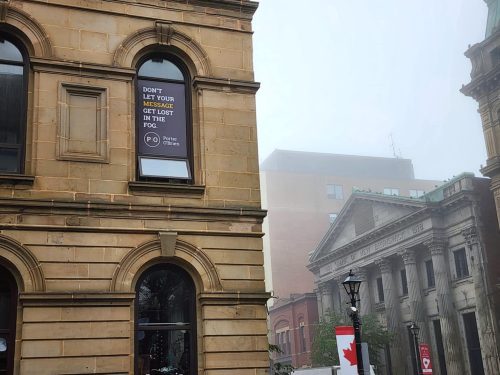 DON'T
LET YOUR
MESSAGE
GET LOST
IN THE
FOG.
P O
Porter
O'Brien